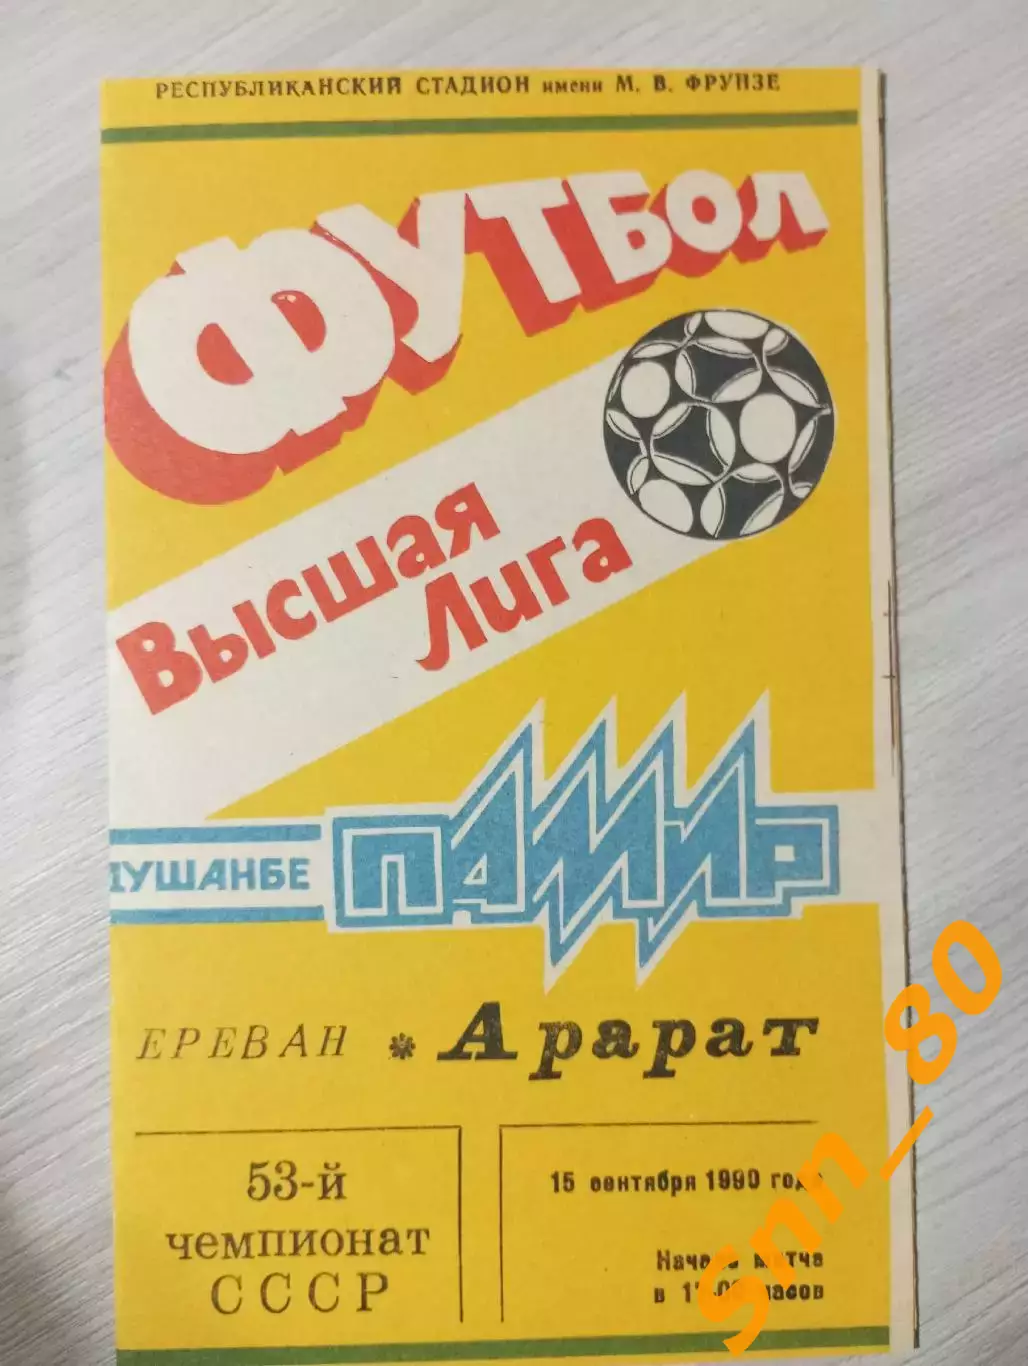 РЕСПУБЛИКАНСКИЙ СТАДИОН имени М. В. ФРУНЗЕ
ФУТБОЛ
Высшая
Лига
ДУШАНБЕ
ПАМИР
ЕРЕВАН * Арарат
53-й
чемпионат
СССР
15 сентября 1990 года
Начало матча
в часов
snn_80